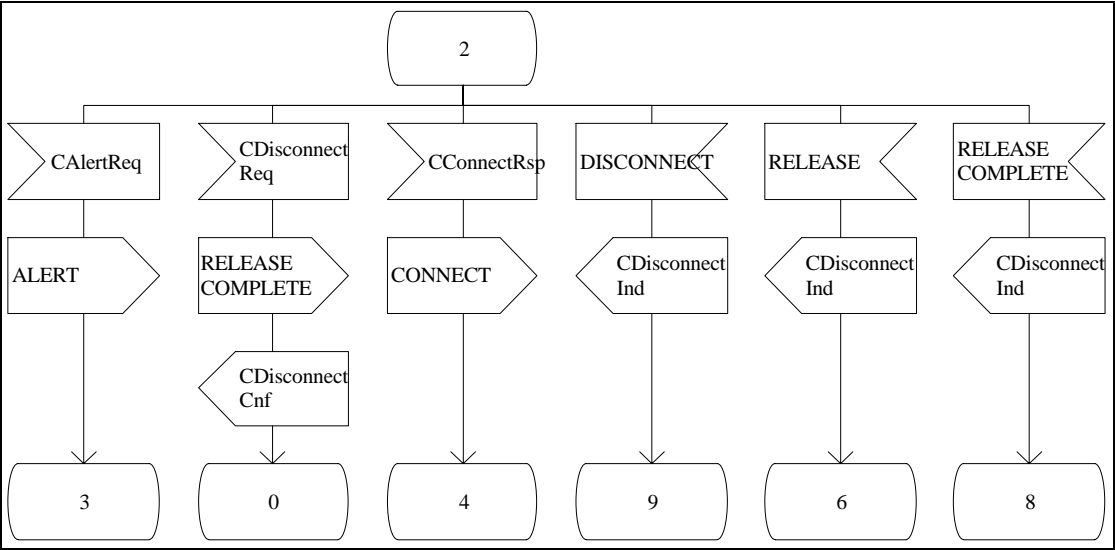 2
CAlertReq
CDisconnect
Req
CConnectRsp
DISCONNECT
RELEASE
RELEASE
COMPLETE
ALERT
RELEASE
COMPLETE
CONNECT
CDisconnect
Ind
CDisconnect
Ind
CDisconnect
Ind
CDisconnect
Cnf
3
0
4
9
6
8